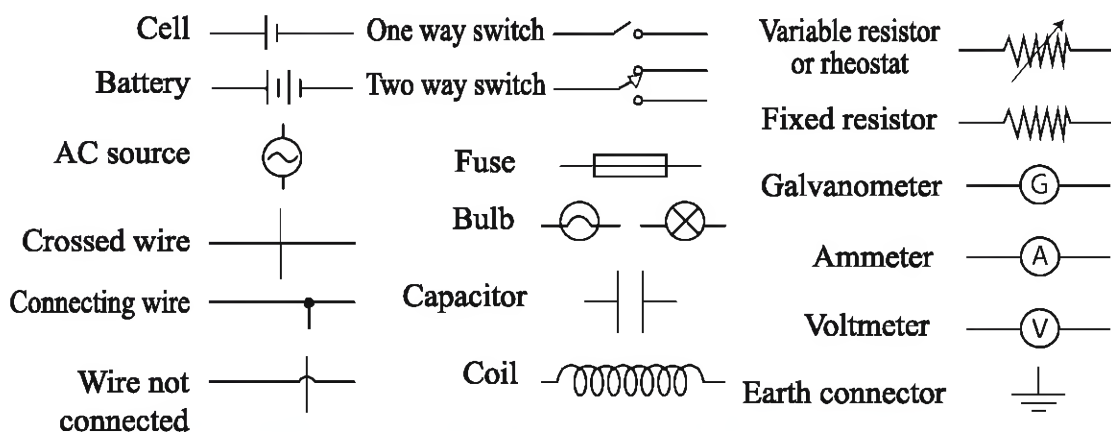 Cell
Battery
AC source
Crossed wire
Connecting wire
Wire not
connected
One way switch
Two way switch
Fuse
Bulb
Capacitor
Coil
Variable resistor
or rheostat
Fixed resistor
Galvanometer
G
Ammeter
A
Voltmeter
V
Earth connector